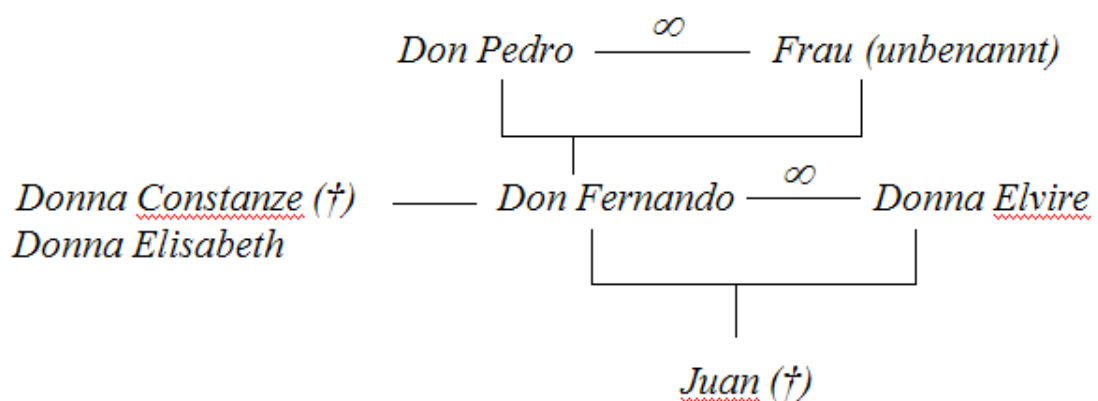 Don Pedro ∞ Frau (unbenannt)
Donna Constanze (†) Don Fernando ∞ Donna Elvire
Donna Elisabeth
Juan (†)